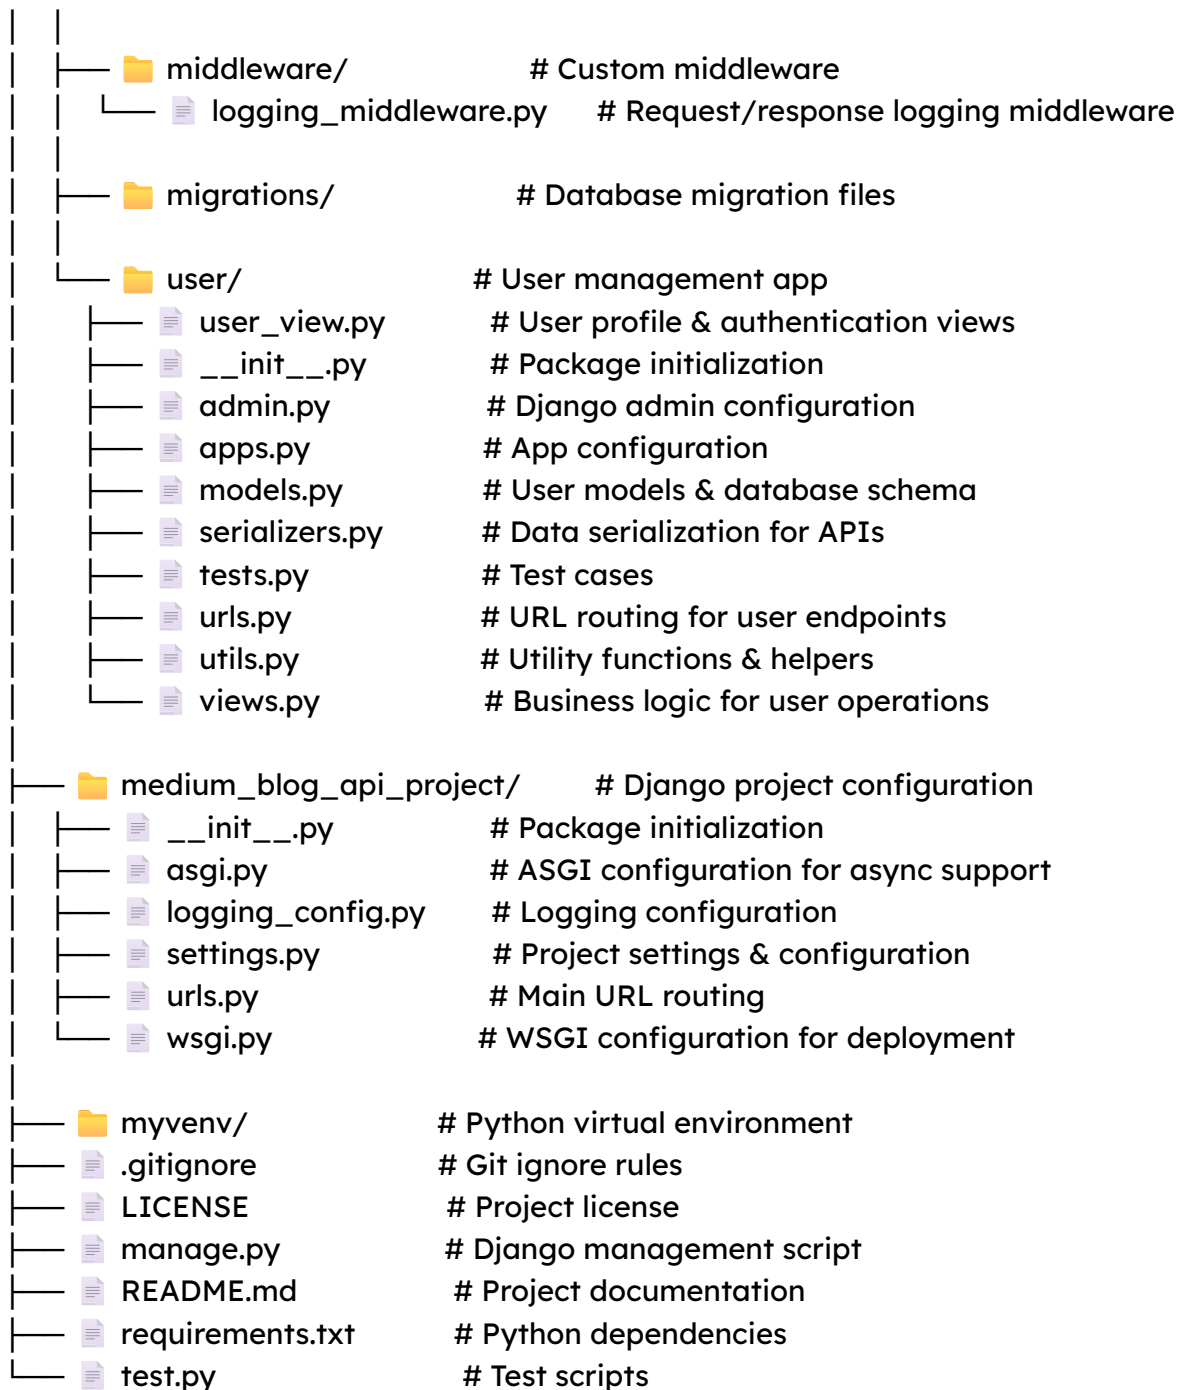 middleware/ # Custom middleware
logging_middleware.py # Request/response logging middleware
migrations/ # Database migration files
user/ # User management app
user_view.py # User profile & authentication views
__init__.py # Package initialization
admin.py # Django admin configuration
apps.py # App configuration
models.py # User models & database schema
serializers.py # Data serialization for APIs
tests.py # Test cases
urls.py # URL routing for user endpoints
utils.py # Utility functions & helpers
views.py # Business logic for user operations
medium_blog_api_project/ # Django project configuration
__init__.py # Package initialization
asgi.py # ASGI configuration for async support
logging_config.py # Logging configuration
settings.py # Project settings & configuration
urls.py # Main URL routing
wsgi.py # WSGI configuration for deployment
myvenv/ # Python virtual environment
.gitignore # Git ignore rules
LICENSE # Project license
manage.py # Django management script
README.md # Project documentation
requirements.txt # Python dependencies
test.py # Test scripts